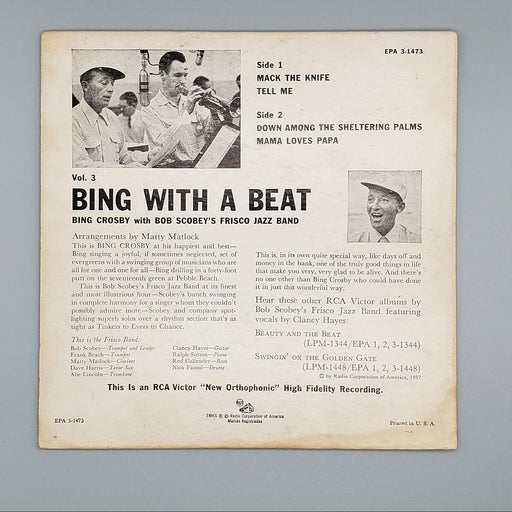 EPA 3-1473
Side 1
MACK THE KNIFE
TELL ME
Side 2
DOWN AMONG THE SHELTERING PALMS
MAMA LOVES PAPA
Vol. 3
BING WITH A BEAT
BING CROSBY with BOB SCOBEY'S FRISCO JAZZ BAND
Arrangements by Matty Matlock
This is BING CROSBY at his happiest and best—
Bing singing a joyful, if sometimes neglected, set of
evergreens with a swinging group of musicians who are
all for one and one for all—Bing drilling in a forty-foot
putt on the seventeenth green at Pebble Beach.
This is Bob Scobey's Frisco Jazz Band at its finest
and most illustrious hour—Scobey's bunch swinging
in complete harmony for a singer whom they couldn't
possibly admire more—Scobey and company spot-
lighting superb solos over a rhythm section that's as
tight as Tinkers to Evers to Chance.
This is the Frisco Band:
Bob Scobey—Trumpet and Leader
Frank Beach—Trumpet
Matty Matlock—Clarinet
Dave Harris—Tenor Sax
Abe Lincoln—Trombone
Clancy Hayes—Guitar
Ralph Sutton—Piano
Red Callender—Bass
Nick Fatool—Drums
This is, in its own quite special way, like days off and
money in the bank, one of the truly good things in life
that make you very, very glad to be alive. And there's
no one other than Bing Crosby who could have done
it in just this wonderful way.
Hear these other RCA Victor albums by
Bob Scobey's Frisco Jazz Band featuring
vocals by Clancy Hayes:
BEAUTY AND THE BEAT
(LPM-1344/EPA 1, 2, 3-1344)
SWINGIN' ON THE GOLDEN GATE
(LPM-1448/EPA 1, 2, 3-1448)
© by Radio Corporation of America, 1957
This Is an RCA Victor "New Orthophonic" High Fidelity Recording.
TMKS ® © Radio Corporation of America
Marcas Registradas
EPA 3-1473
Printed in U. S. A.